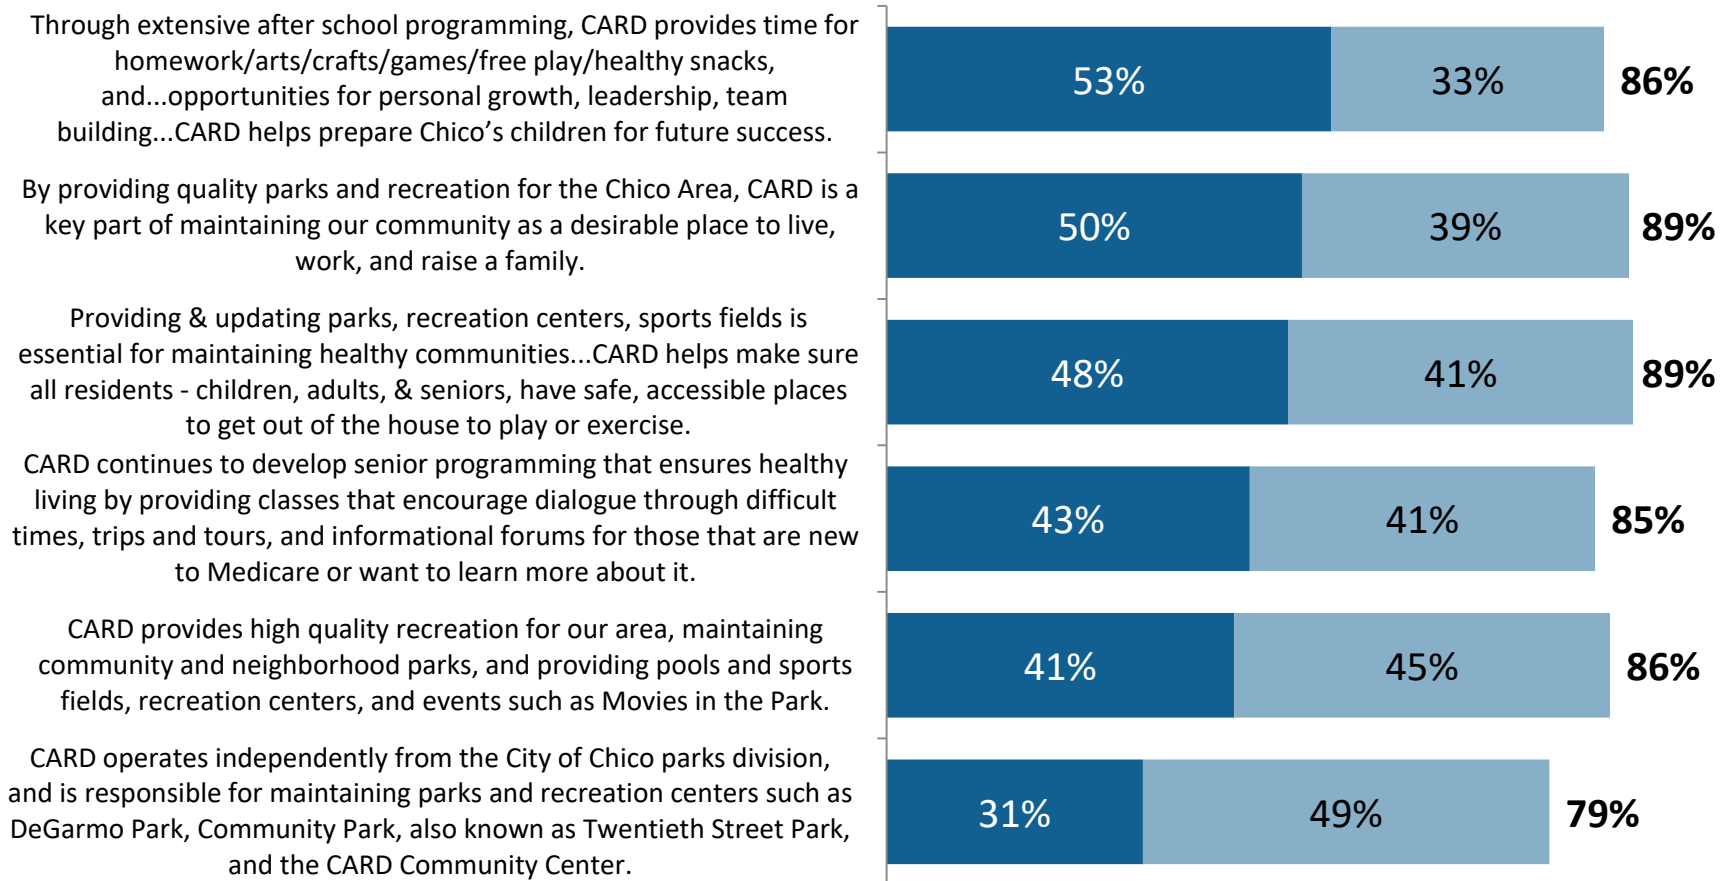 Through extensive after school programming, CARD provides time for
homework/arts/crafts/games/free play/healthy snacks,
and...opportunities for personal growth, leadership, team
building...CARD helps prepare Chico’s children for future success.
53% 33% 86%
By providing quality parks and recreation for the Chico Area, CARD is a
key part of maintaining our community as a desirable place to live,
work, and raise a family.
50% 39% 89%
Providing & updating parks, recreation centers, sports fields is
essential for maintaining healthy communities...CARD helps make sure
all residents - children, adults, & seniors, have safe, accessible places
to get out of the house to play or exercise.
48% 41% 89%
CARD continues to develop senior programming that ensures healthy
living by providing classes that encourage dialogue through difficult
times, trips and tours, and informational forums for those that are new
to Medicare or want to learn more about it.
43% 41% 85%
CARD provides high quality recreation for our area, maintaining
community and neighborhood parks, and providing pools and sports
fields, recreation centers, and events such as Movies in the Park.
41% 45% 86%
CARD operates independently from the City of Chico parks division,
and is responsible for maintaining parks and recreation centers such as
DeGarmo Park, Community Park, also known as Twentieth Street Park,
and the CARD Community Center.
31% 49% 79%